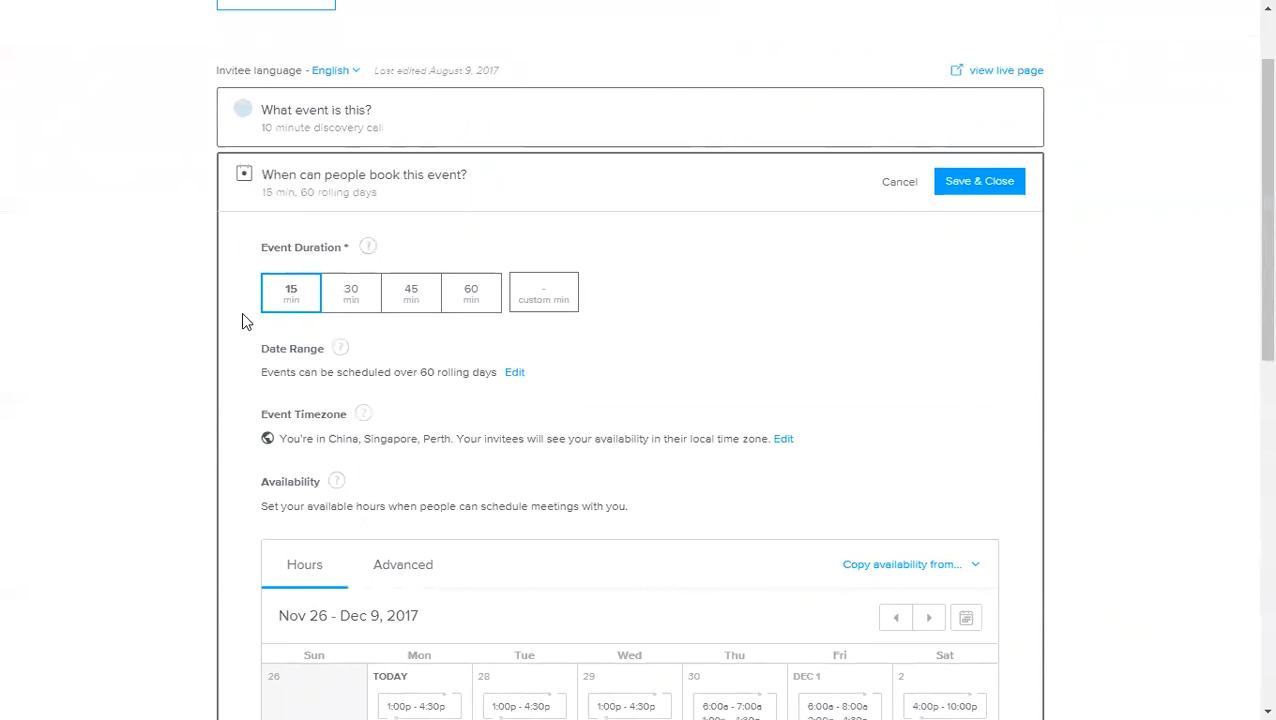 Invitee language - English Last edited August 9, 2017
view live page
What event is this?
10 minute discovery call
When can people book this event?
15 min, 60 rolling days
Cancel
Save & Close
Event Duration * ?
15 min
30 min
45 min
60 min
- custom min
Date Range ?
Events can be scheduled over 60 rolling days Edit
Event Timezone ?
You're in China, Singapore, Perth. Your invitees will see your availability in their local time zone. Edit
Availability ?
Set your available hours when people can schedule meetings with you.
Hours Advanced Copy availability from...
Nov 26 - Dec 9, 2017
Sun Mon Tue Wed Thu Fri Sat
26 TODAY 28 29 30 DEC 1 2
1:00p - 4:30p 1:00p - 4:30p 1:00p - 4:30p 6:00a - 7:00a 6:00a - 8:00a 4:00p - 10:00p